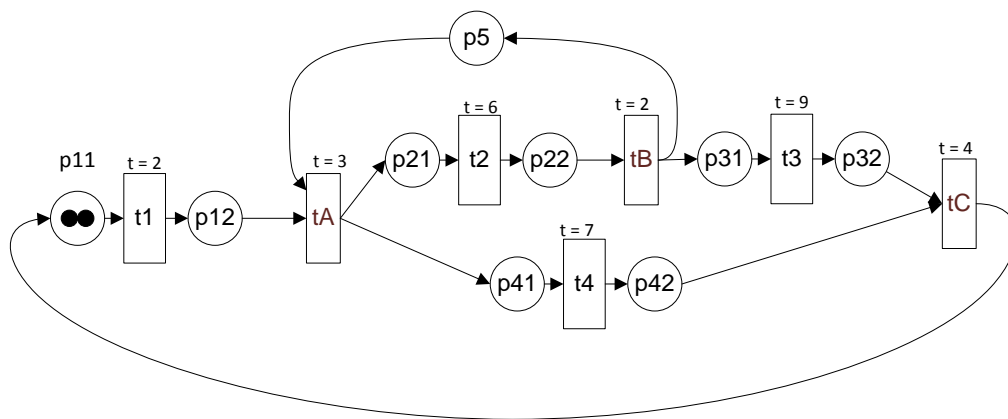 p5
t = 6
t = 2
t = 9
p11
t = 2
t = 3
p21
t2
p22
tB
p31
t3
p32
t = 4
t1
p12
tA
tC
t = 7
p41
t4
p42